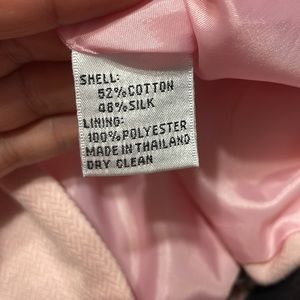 SHELL:
52%COTTON
48%SILK
LINING:
100%POLYESTER
MADE IN THAILAND
DRY CLEAN